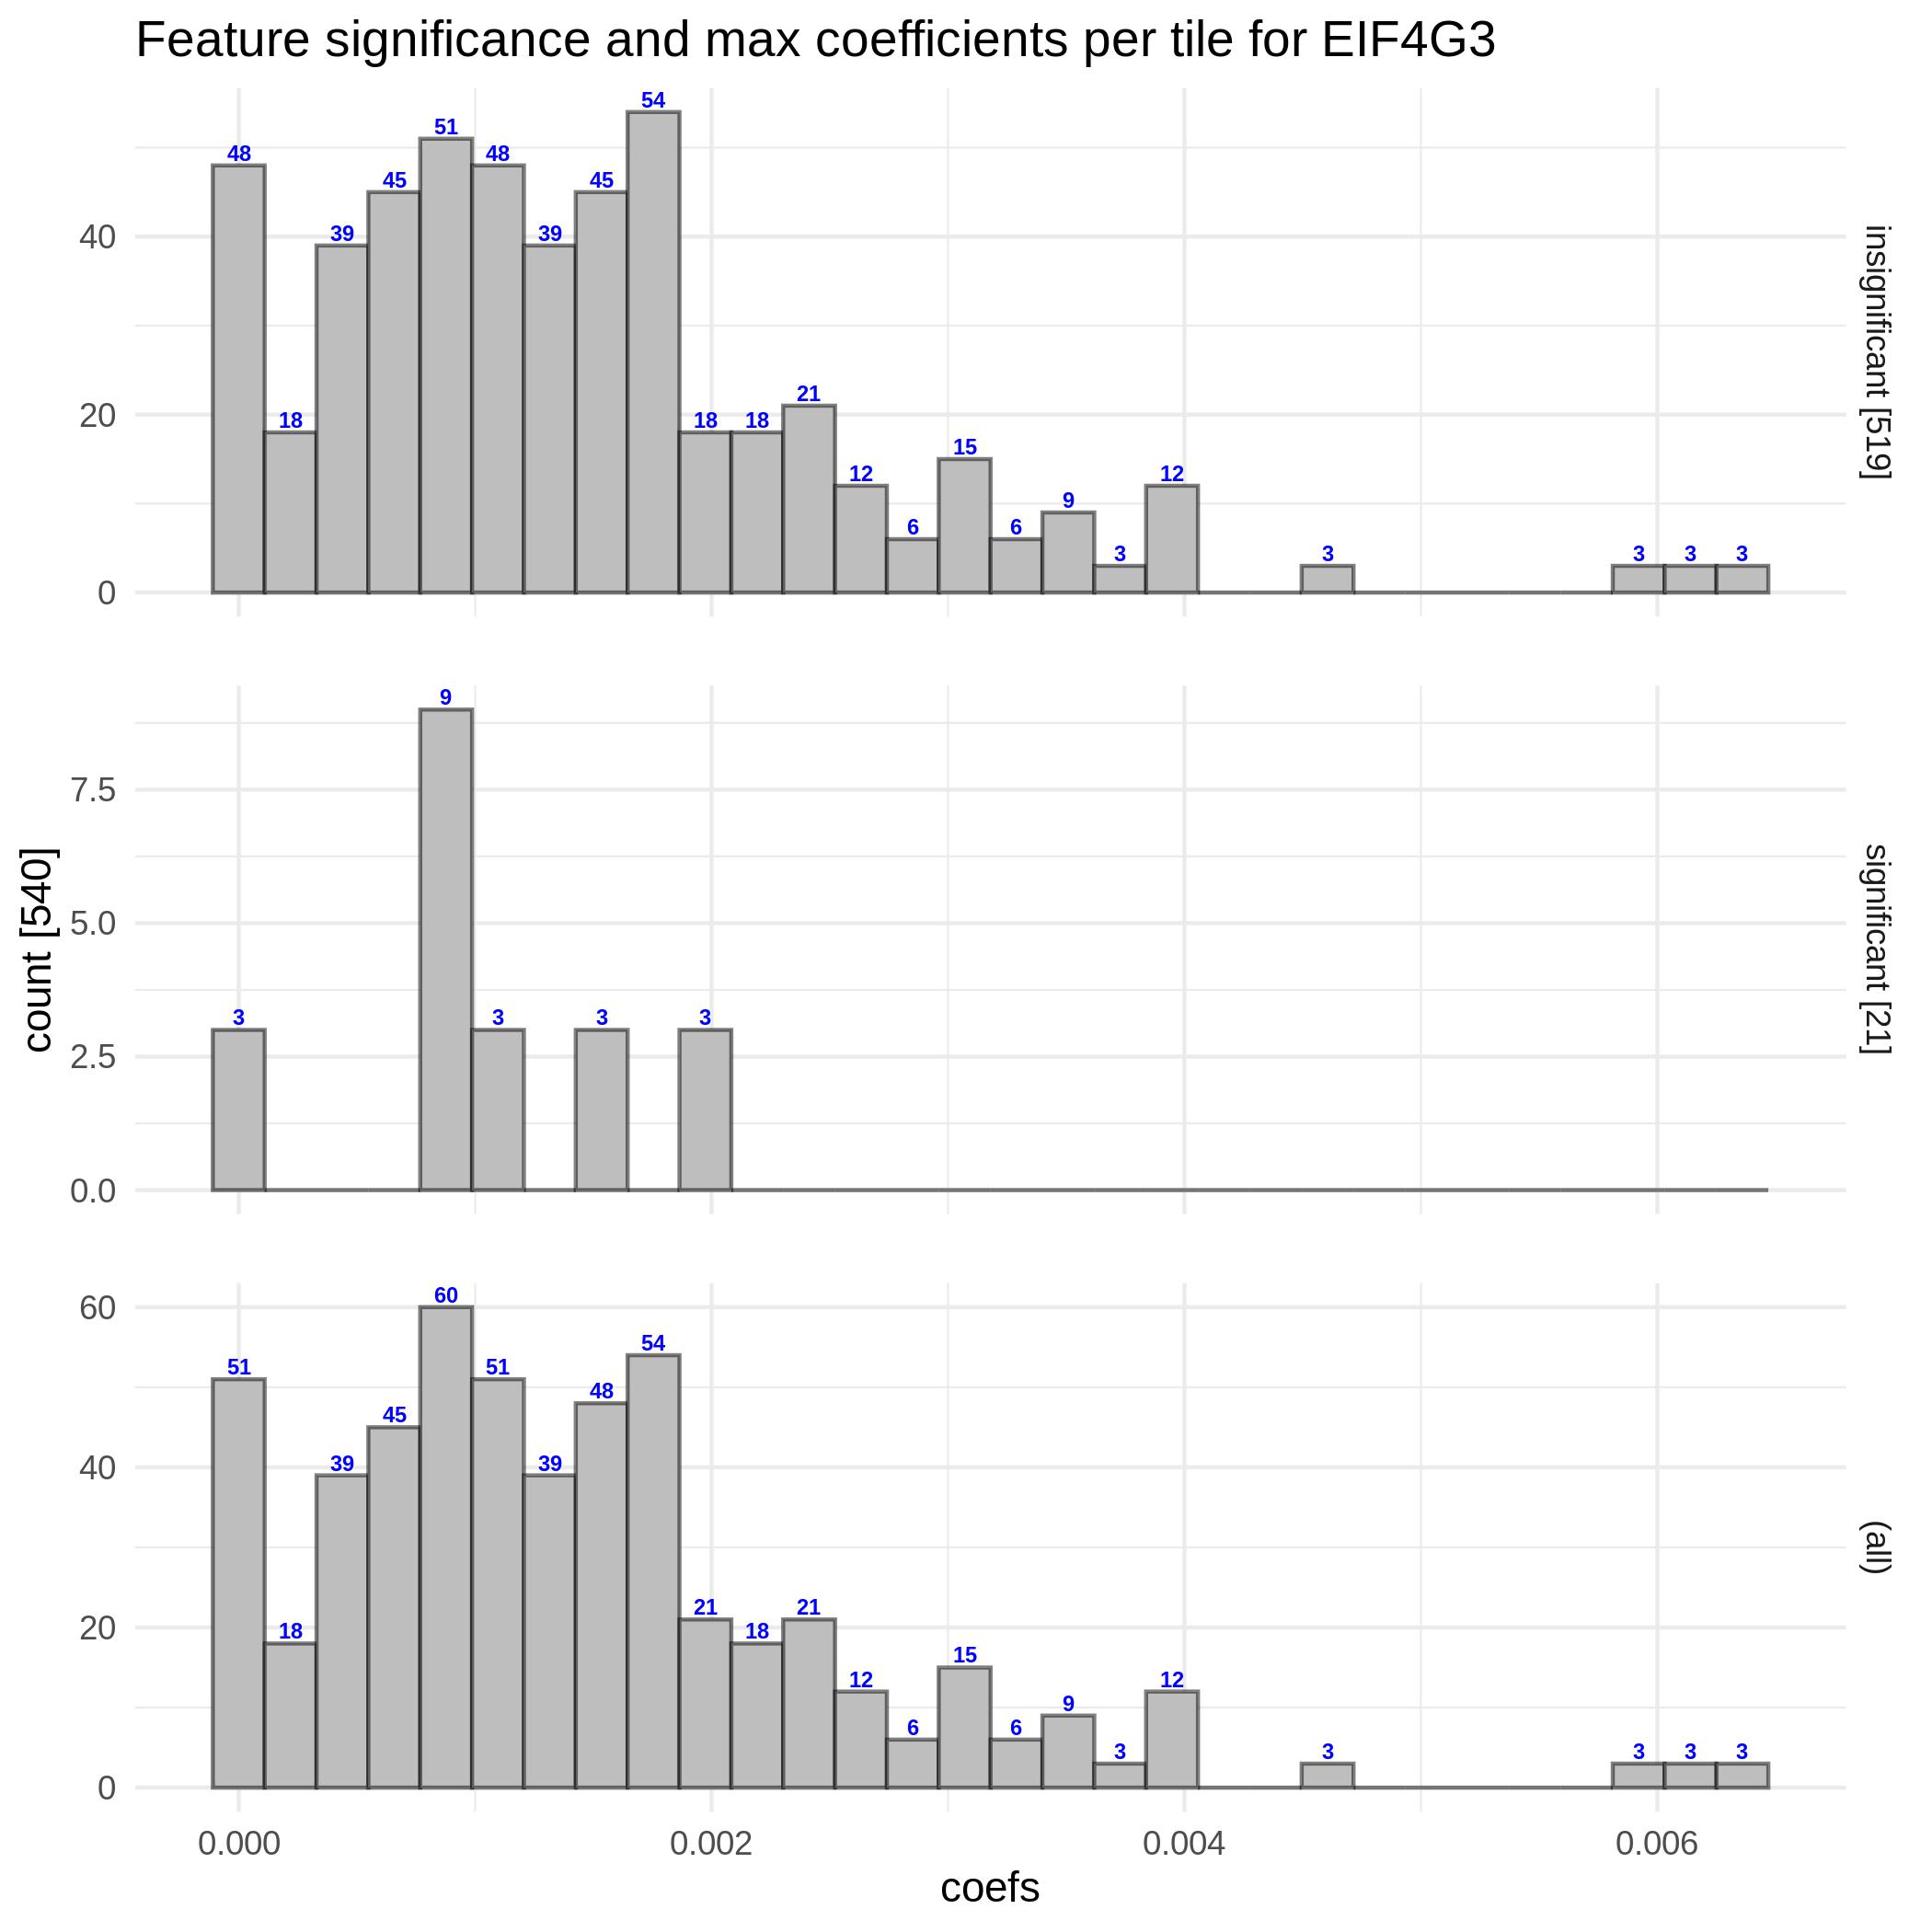 Feature significance and max coefficients per tile for EIF4G3
48 18 39 45 51 48 39 45 54 18 18 21 12 6 15 6 9 3 12 3 3 3 3
40
20
0
insignificant [519]
9
3 3 3 3
7.5
5.0
2.5
0.0
significant [21]
count [540]
51 18 39 45 60 51 39 48 54 21 18 21 12 6 15 6 9 3 12 3 3 3 3
60
40
20
0
(all)
0.000 0.002 0.004 0.006
coefs